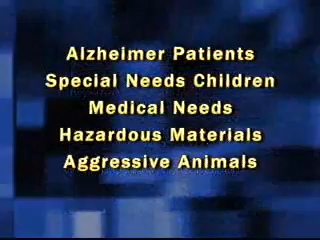 Alzheimer Patients
Special Needs Children
Medical Needs
Hazardous Materials
Aggressive Animals